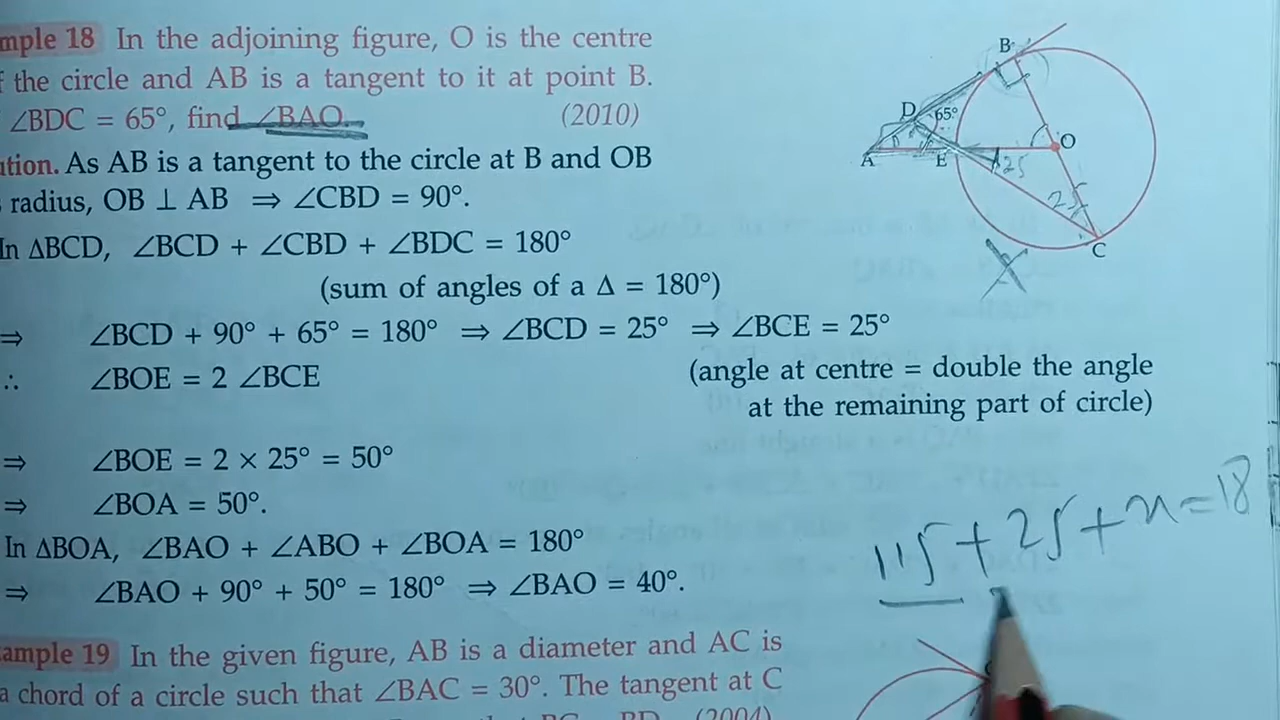 mple 18 In the adjoining figure, O is the centre
f the circle and AB is a tangent to it at point B.
∠BDC = 65°, find ∠BAO. (2010)
ution. As AB is a tangent to the circle at B and OB
radius, OB ⊥ AB ⇒ ∠CBD = 90°.
In ΔBCD, ∠BCD + ∠CBD + ∠BDC = 180°
(sum of angles of a Δ = 180°)
⇒ ∠BCD + 90° + 65° = 180° ⇒ ∠BCD = 25° ⇒ ∠BCE = 25°
∴ ∠BOE = 2 ∠BCE (angle at centre = double the angle
at the remaining part of circle)
⇒ ∠BOE = 2 × 25° = 50°
⇒ ∠BOA = 50°.
In ΔBOA, ∠BAO + ∠ABO + ∠BOA = 180°
⇒ ∠BAO + 90° + 50° = 180° ⇒ ∠BAO = 40°.
ample 19 In the given figure, AB is a diameter and AC is
a chord of a circle such that ∠BAC = 30°. The tangent at C
(2004)
B
D
65°
A
E
O
25
25
C
115 + 25 + x = 18